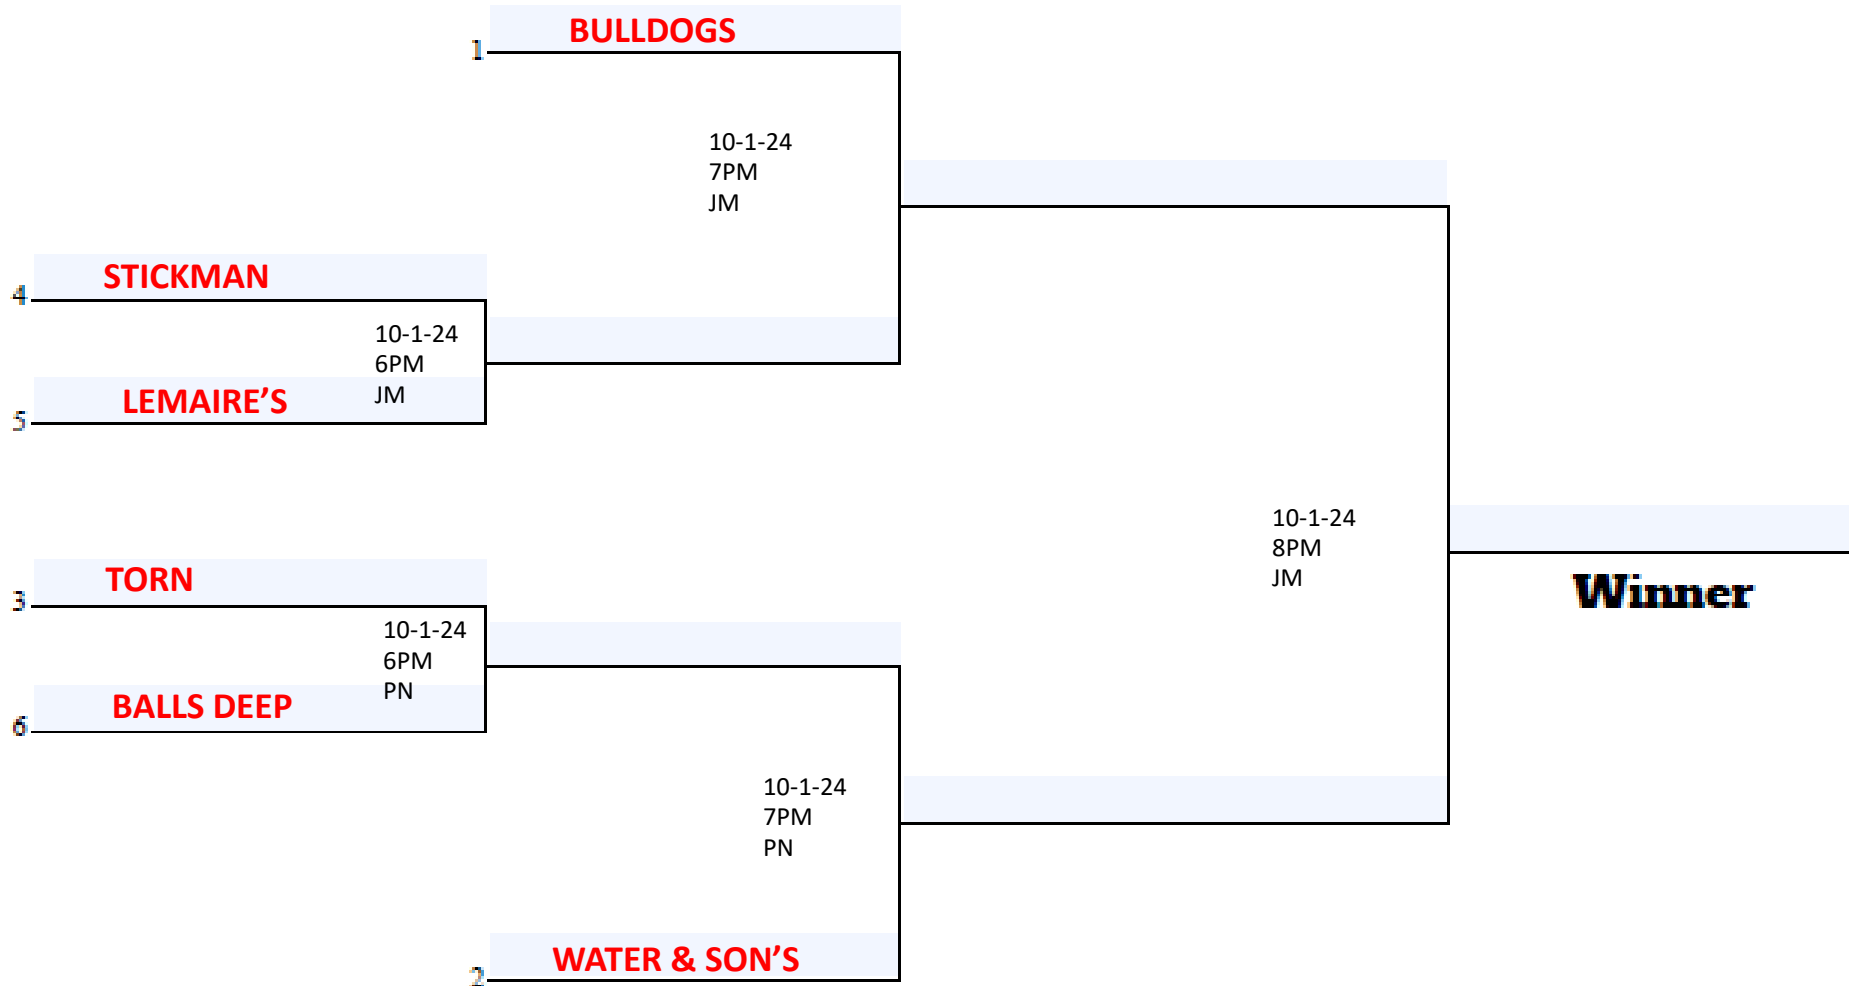 BULLDOGS
1
10-1-24
7PM
JM
STICKMAN
4
10-1-24
6PM
JM
LEMAIRE’S
5
10-1-24
8PM
JM
Winner
TORN
3
10-1-24
6PM
PN
BALLS DEEP
6
10-1-24
7PM
PN
WATER & SON’S
2